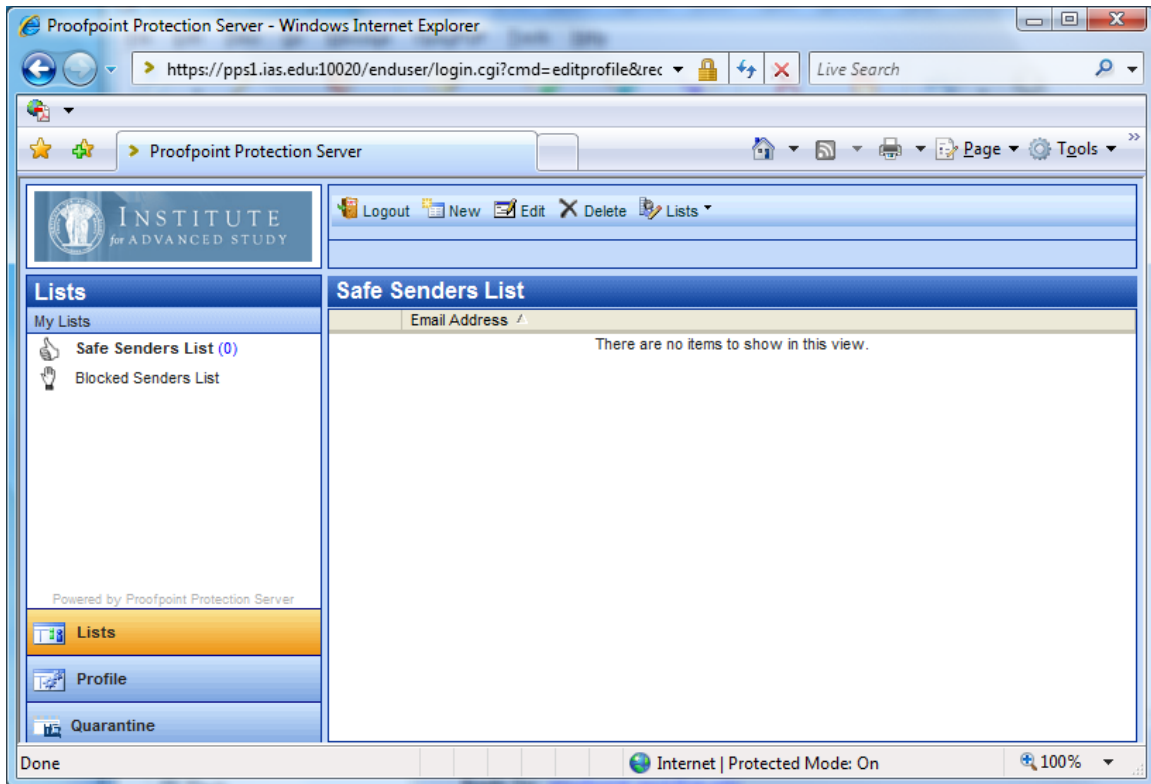 Proofpoint Protection Server - Windows Internet Explorer
https://pps1.ias.edu:10020/enduser/login.cgi?cmd=editprofile&rec
Live Search
Proofpoint Protection Server
Page
Tools
INSTITUTE
for ADVANCED STUDY
Logout New Edit Delete Lists
Lists
Safe Senders List
My Lists
Email Address
Safe Senders List (0)
There are no items to show in this view.
Blocked Senders List
Powered by Proofpoint Protection Server
Lists
Profile
Quarantine
Done
Internet | Protected Mode: On
100%